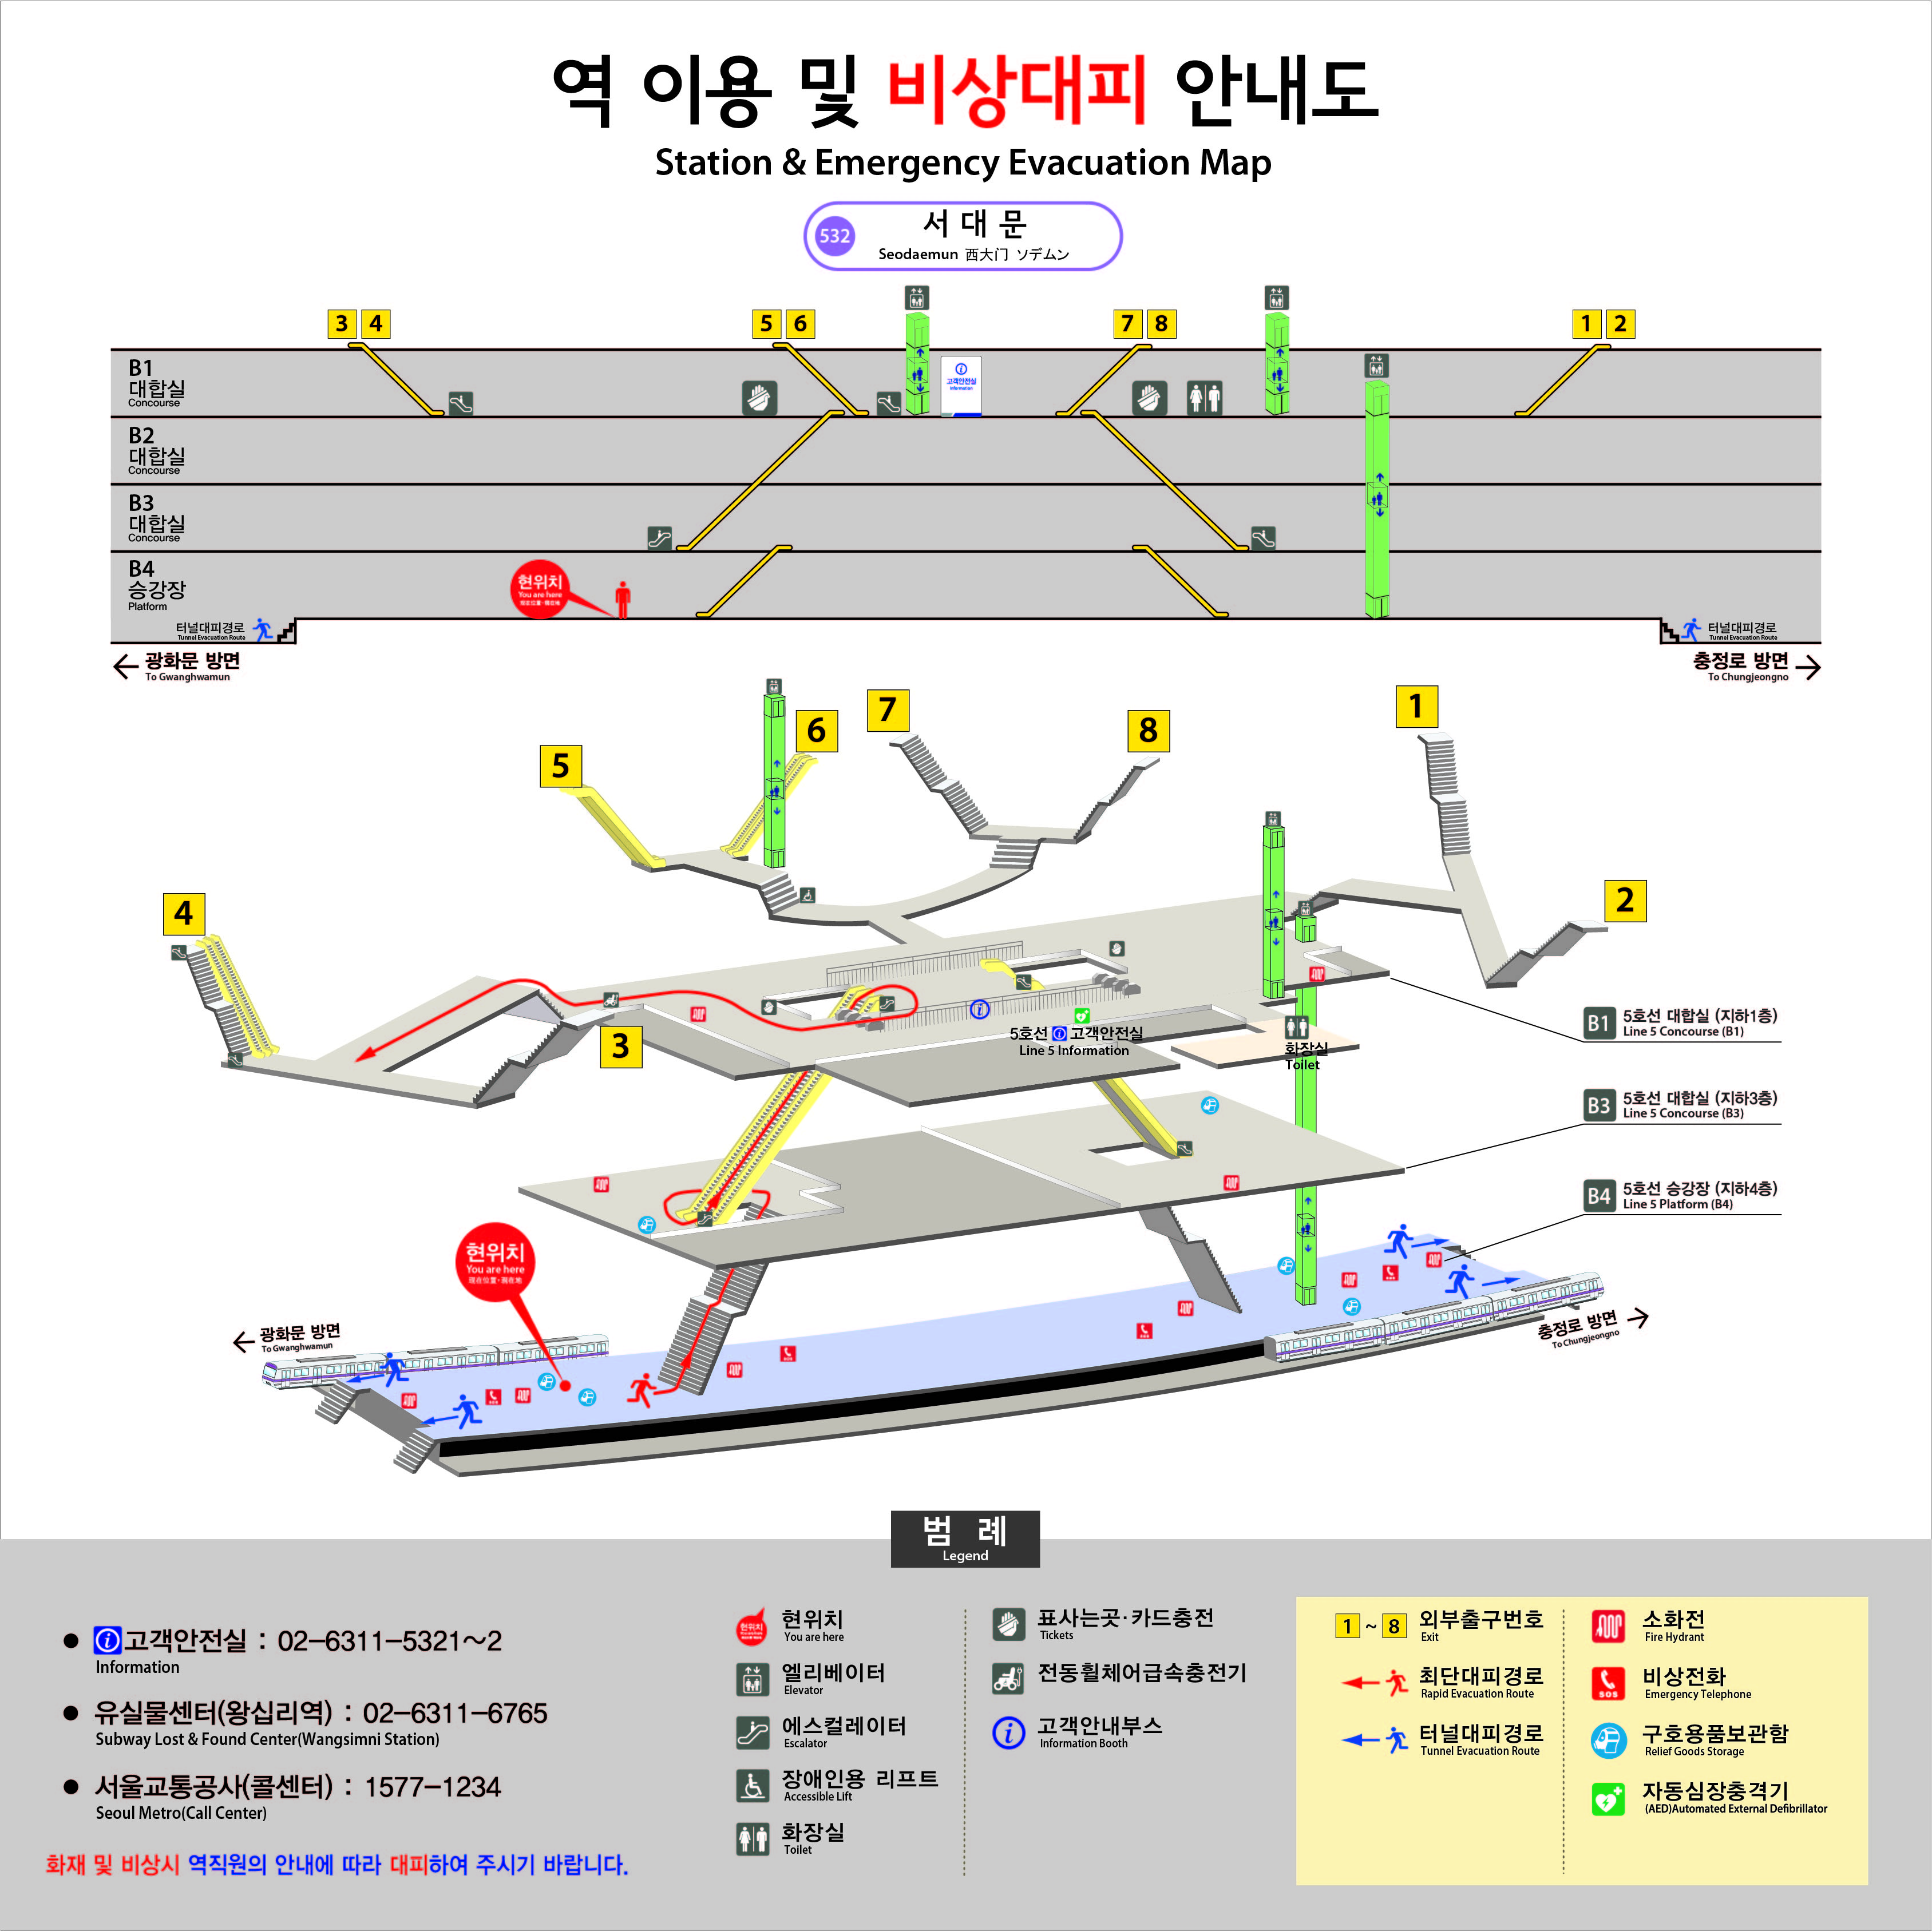 역 이용 및 비상대피 안내도
Station & Emergency Evacuation Map
532
서 대 문
Seodaemun 西大门 ソデムン
3 4
5 6
7 8
1 2
B1
대합실
Concourse
고객안전실
Information
B2
대합실
Concourse
B3
대합실
Concourse
B4
승강장
Platform
현위치
You are here
터널대피경로
Tunnel Evacuation Route
터널대피경로
Tunnel Evacuation Route
광화문 방면
To Gwanghwamun
충정로 방면
To Chungjeongno
7
1
6
8
5
4
2
3
5호선 고객안전실
Line 5 Information
화장실
Toilet
B1
5호선 대합실 (지하1층)
Line 5 Concourse (B1)
B3
5호선 대합실 (지하3층)
Line 5 Concourse (B3)
B4
5호선 승강장 (지하4층)
Line 5 Platform (B4)
현위치
You are here
광화문 방면
To Gwanghwamun
충정로 방면
To Chungjeongno
범 례
Legend
고객안전실 : 02-6311-5321~2
Information
유실물센터(왕십리역) : 02-6311-6765
Subway Lost & Found Center(Wangsimni Station)
서울교통공사(콜센터) : 1577-1234
Seoul Metro(Call Center)
화재 및 비상시 역직원의 안내에 따라 대피하여 주시기 바랍니다.
현위치
현위치
You are here
엘리베이터
Elevator
에스컬레이터
Escalator
장애인용 리프트
Accessible Lift
화장실
Toilet
표사는곳·카드충전
Tickets
전동휠체어급속충전기
고객안내부스
Information Booth
1 ~ 8
외부출구번호
Exit
최단대피경로
Rapid Evacuation Route
터널대피경로
Tunnel Evacuation Route
소화전
Fire Hydrant
SOS
비상전화
Emergency Telephone
구호용품보관함
Relief Goods Storage
자동심장충격기
(AED)Automated External Defibrillator